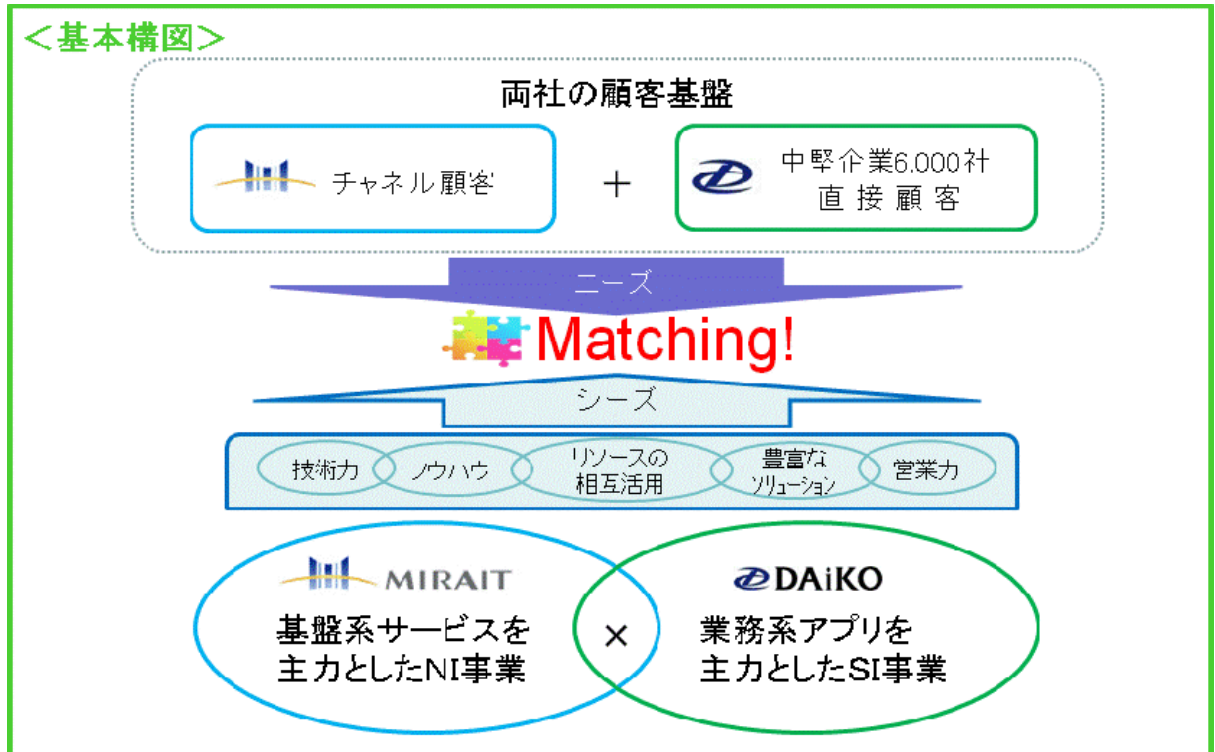 ＜基本構図＞
両社の顧客基盤
チャネル顧客
＋
中堅企業6,000社
直接顧客
ニーズ
Matching!
シーズ
技術力
ノウハウ
リソースの
相互活用
豊富な
ソリューション
営業力
MIRAIT
基盤系サービスを
主力としたNI事業
×
DAiKO
業務系アプリを
主力としたSI事業